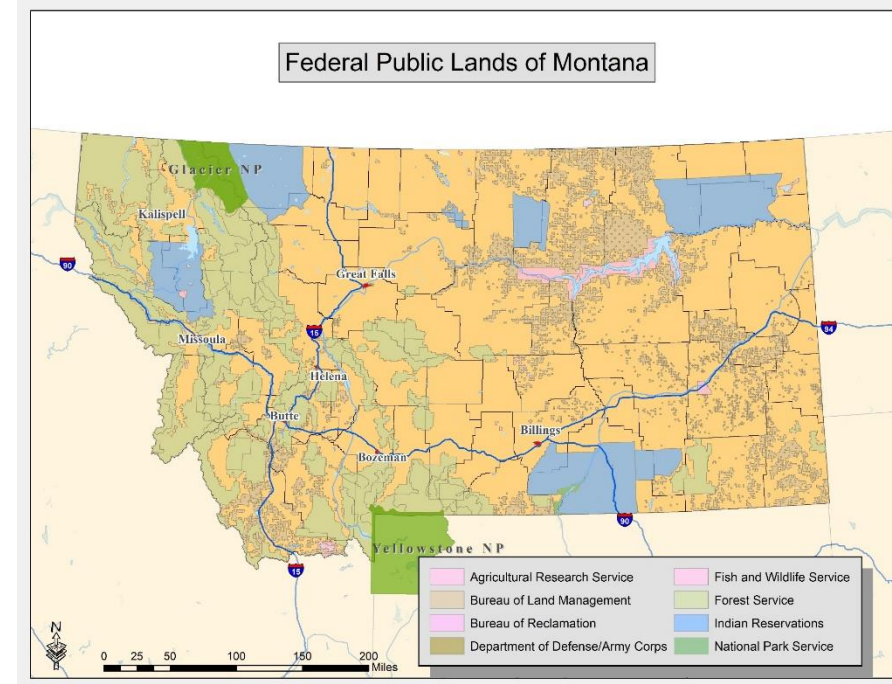 Federal Public Lands of Montana
Glacier NP
Kalispell
90
Great Falls
15
94
Missoula
Helena
Butte
Billings
Bozeman
90
Yellowstone NP
15
Agricultural Research Service
Bureau of Land Management
Bureau of Reclamation
Department of Defense/Army Corps
Fish and Wildlife Service
Forest Service
Indian Reservations
National Park Service
N
0 25 50 100 150 200
Miles